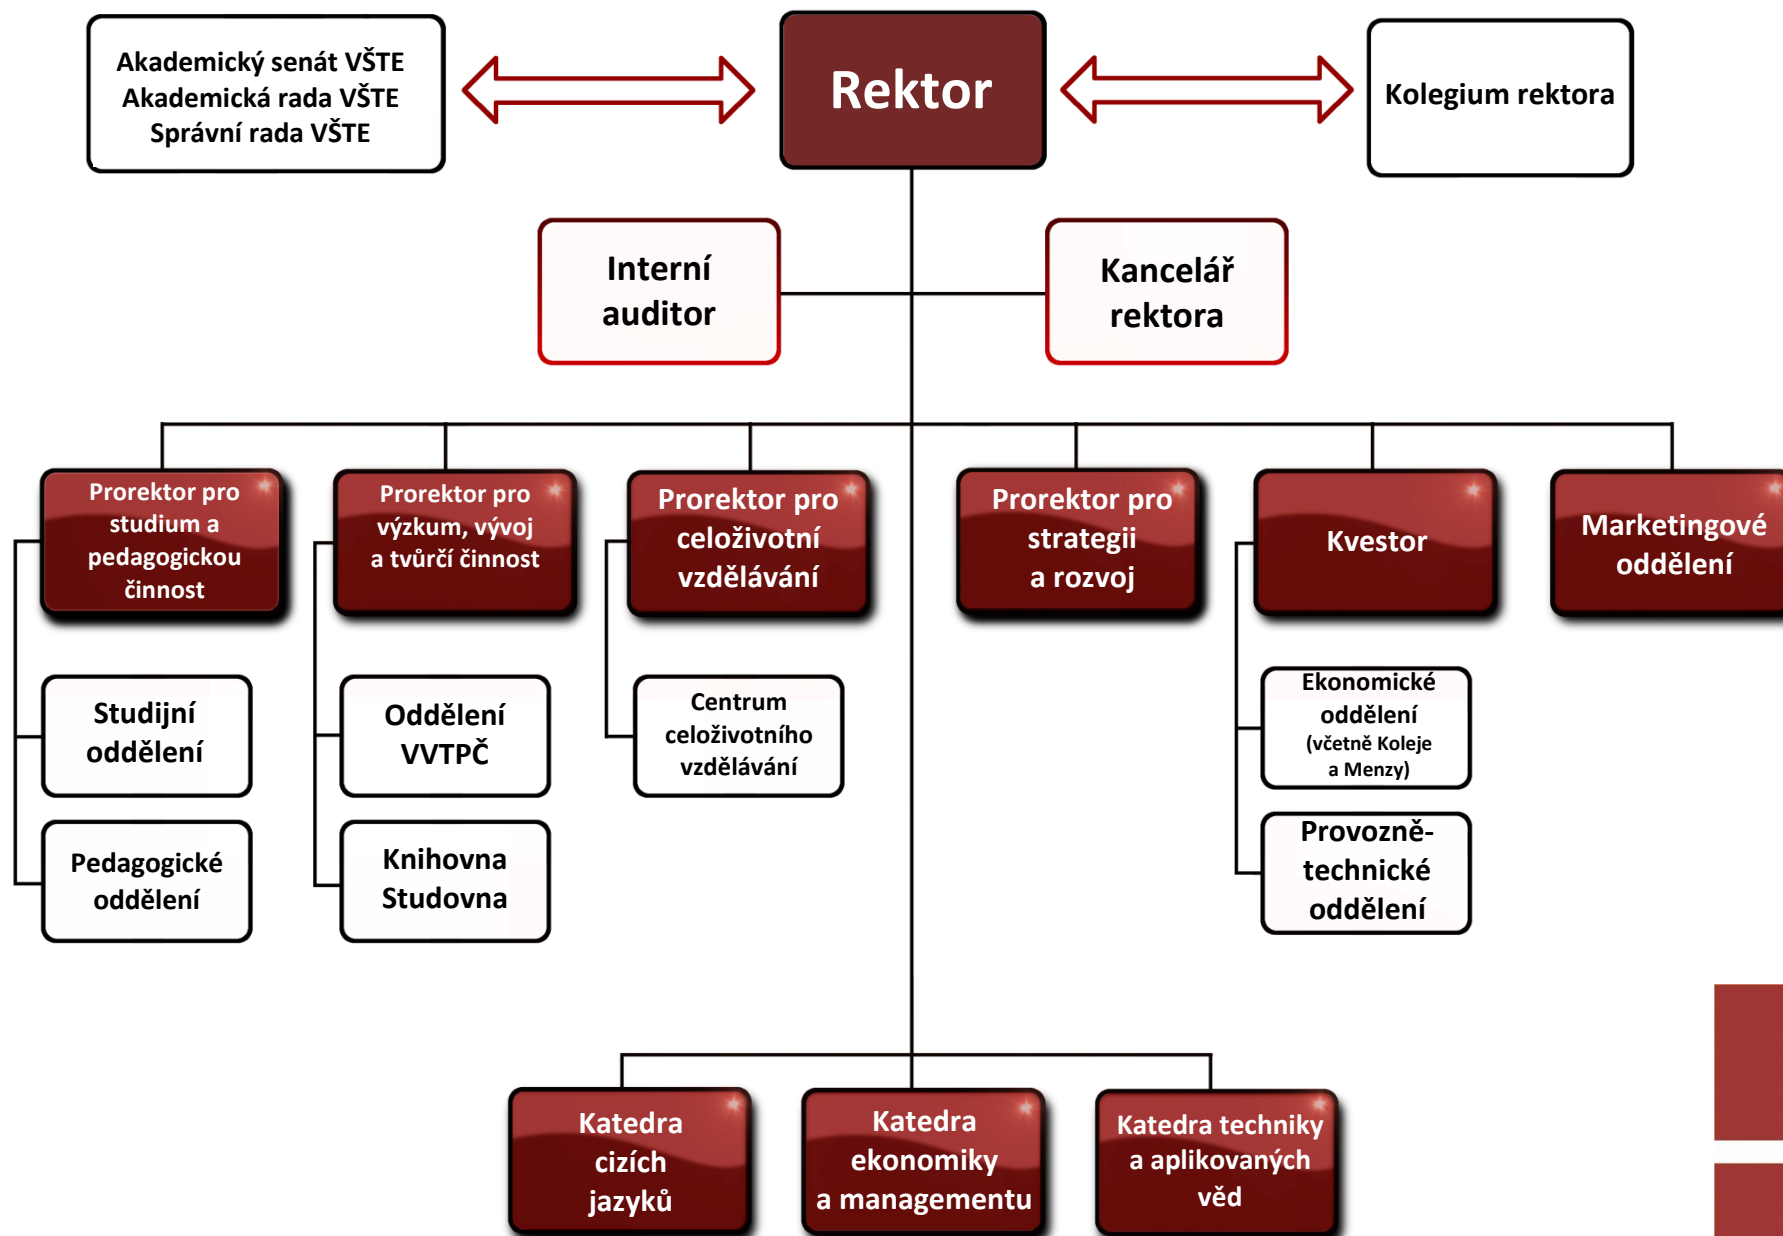 Akademický senát VŠTE
Akademická rada VŠTE
Správní rada VŠTE
Rektor
Kolegium rektora
Interní
auditor
Kancelář
rektora
Prorektor pro
studium a
pedagogickou
činnost
Prorektor pro
výzkum, vývoj
a tvůrčí činnost
Prorektor pro
celoživotní
vzdělávání
Prorektor pro
strategii
a rozvoj
Kvestor
Marketingové
oddělení
Studijní
oddělení
Oddělení
VVTPČ
Centrum
celoživotního
vzdělávání
Ekonomické
oddělení
(včetně Koleje
a Menzy)
Pedagogické
oddělení
Knihovna
Studovna
Provozně-
technické
oddělení
Katedra
cizích
jazyků
Katedra
ekonomiky
a managementu
Katedra techniky
a aplikovaných
věd